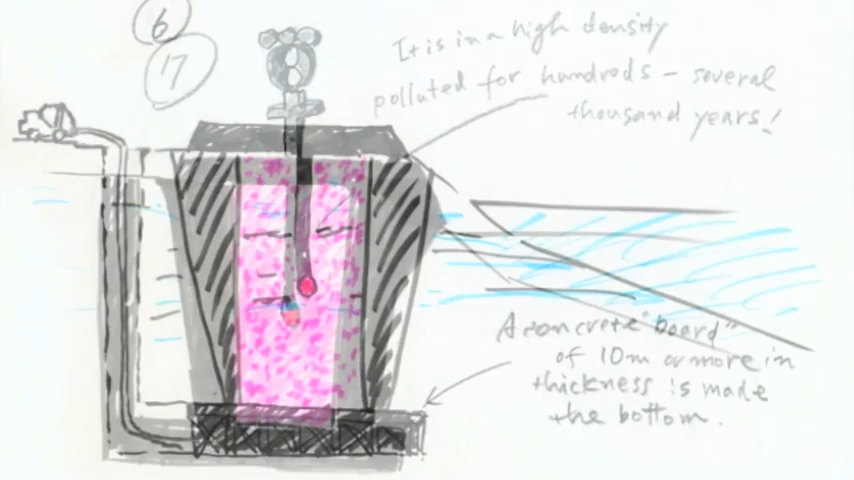 6
17
It is in a high density
polluted for hundreds - several
thousand years!
A concrete "board"
of 10m or more in
thickness is made
the bottom.